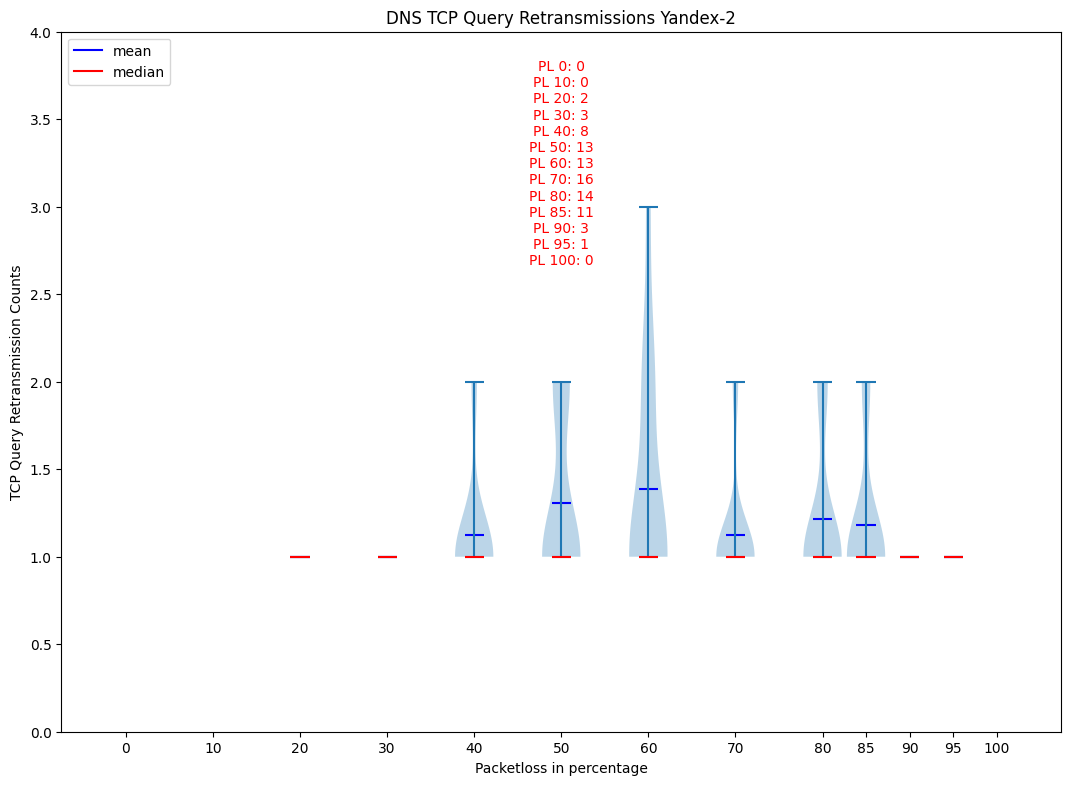 DNS TCP Query Retransmissions Yandex-2
mean
median
PL 0: 0
PL 10: 0
PL 20: 2
PL 30: 3
PL 40: 8
PL 50: 13
PL 60: 13
PL 70: 16
PL 80: 14
PL 85: 11
PL 90: 3
PL 95: 1
PL 100: 0
TCP Query Retransmission Counts
4.0
3.5
3.0
2.5
2.0
1.5
1.0
0.5
0.0
0 10 20 30 40 50 60 70 80 85 90 95 100
Packetloss in percentage